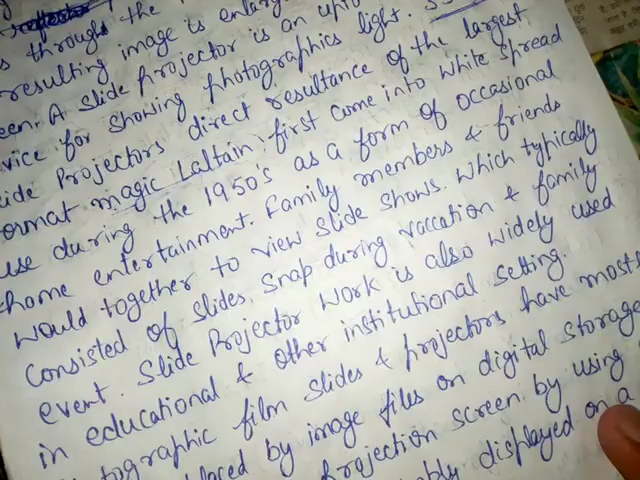 s through the
resulting image is enlarg
een. A slide projector is an opto
vice for showing photographics light.
ide Projectors direct resultance of the largest
ormat magic Laltain, first come into white spread
use during the 1950's as a form of occasional
home entertainment. Family members & friends
would together to view slide shows. Which typically
Consisted of slides, snap during vaccation & family
event. Slide Projector work is also widely used
in educational & other institutional setting.
tographic film slides & projectors have mostl
laced by image files on digital storage
projection screen by using
displayed on a